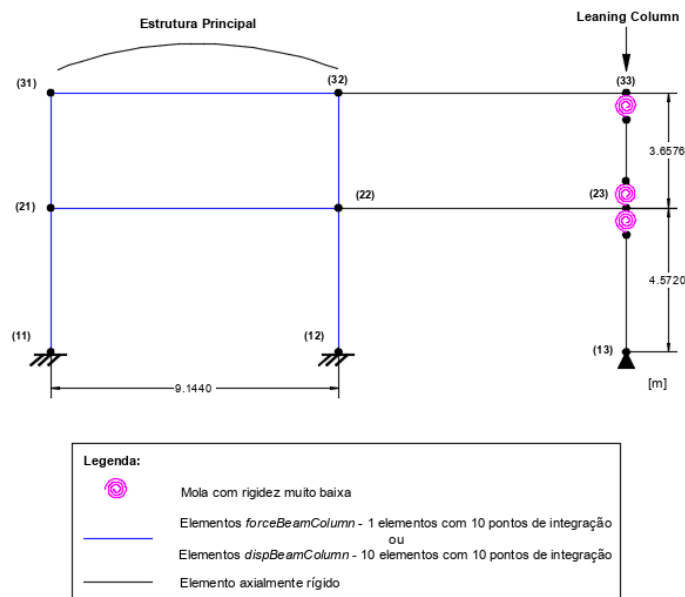 Estrutura Principal
Leaning Column
(31)
(32)
(33)
3.6576
(21)
(22)
(23)
4.5720
(11)
(12)
(13)
9.1440
[m]
Legenda:
Mola com rigidez muito baixa
Elementos forceBeamColumn - 1 elementos com 10 pontos de integração
ou
Elementos dispBeamColumn - 10 elementos com 10 pontos de integração
Elemento axialmente rígido